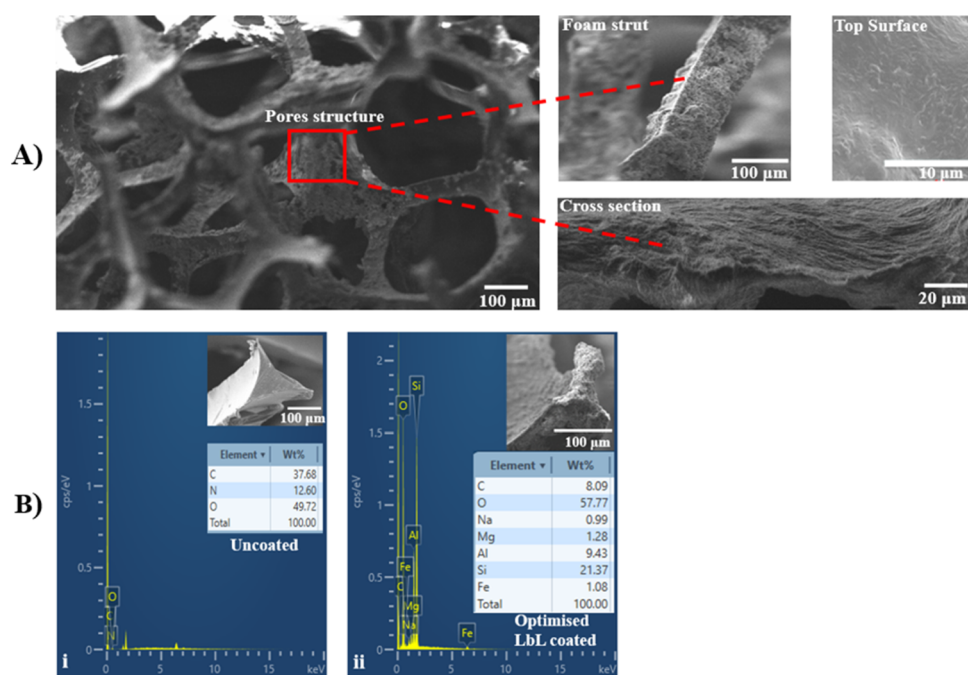 A)
Pores structure
100 µm
Foam strut
100 µm
Top Surface
10 µm
Cross section
20 µm
B)
cps/eV
1.5
1
0.5
0
O
C
N
0 5 10 15 20
keV
i
100 µm
Element Wt%
C 37.68
N 12.60
O 49.72
Total 100.00
Uncoated
cps/eV
2
1.5
1
0.5
0
Si
O
Al
Fe
C
Mg
Na
Fe
0 5 10 15
keV
ii
100 µm
Element Wt%
C 8.09
O 57.77
Na 0.99
Mg 1.28
Al 9.43
Si 21.37
Fe 1.08
Total 100.00
Optimised
LbL coated